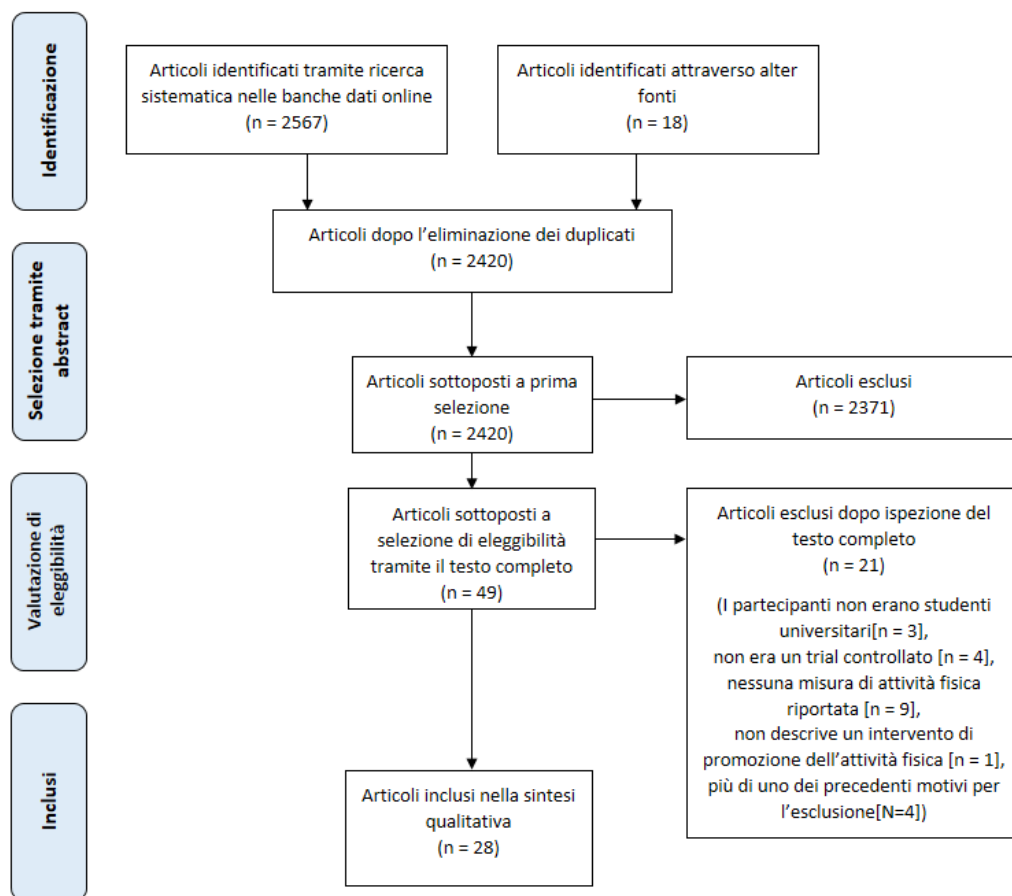 Identificazione
Articoli identificati tramite ricerca
sistematica nelle banche dati online
(n = 2567)
Articoli identificati attraverso alter
fonti
(n = 18)
Articoli dopo l'eliminazione dei duplicati
(n = 2420)
Selezione tramite
abstract
Articoli sottoposti a prima
selezione
(n = 2420)
Articoli esclusi
(n = 2371)
Valutazione di
eleggibilità
Articoli sottoposti a
selezione di eleggibilità
tramite il testo completo
(n = 49)
Articoli esclusi dopo ispezione del
testo completo
(n = 21)
(I partecipanti non erano studenti
universitari[n = 3],
non era un trial controllato [n = 4],
nessuna misura di attività fisica
riportata [n = 9],
non descrive un intervento di
promozione dell'attività fisica [n = 1],
più di uno dei precedenti motivi per
l'esclusione[N=4])
Inclusi
Articoli inclusi nella sintesi
qualitativa
(n = 28)